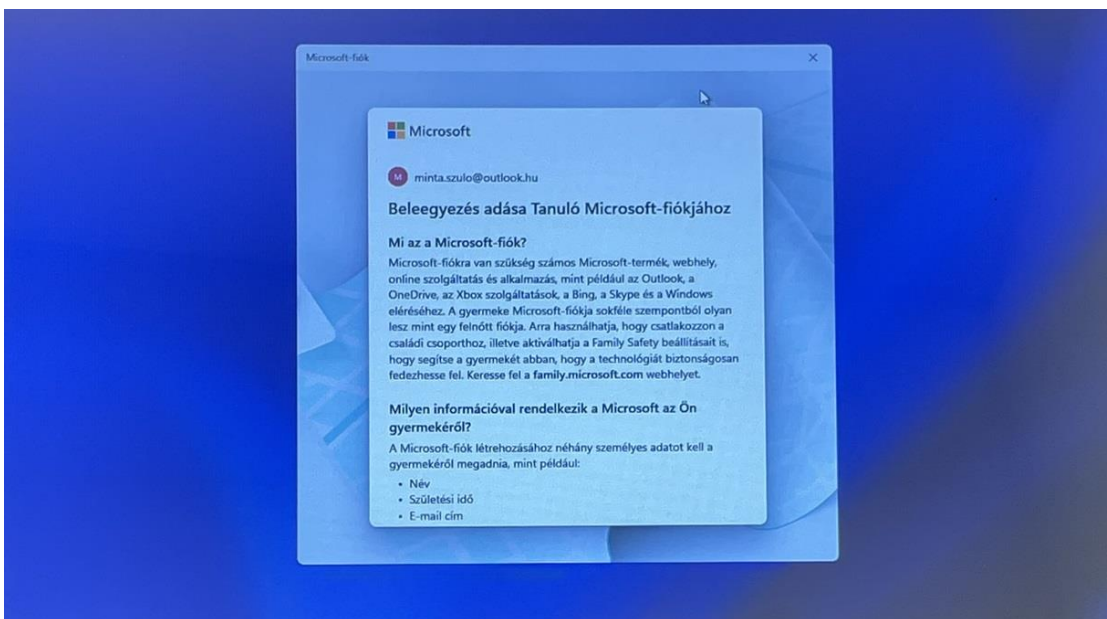 Microsoft-fiók
Microsoft
M minta.szulo@outlook.hu
Beleegyezés adása Tanuló Microsoft-fiókjához
Mi az a Microsoft-fiók?
Microsoft-fiókra van szükség számos Microsoft-termék, webhely,
online szolgáltatás és alkalmazás, mint például az Outlook, a
OneDrive, az Xbox szolgáltatások, a Bing, a Skype és a Windows
eléréséhez. A gyermeke Microsoft-fiókja sokféle szempontból olyan
lesz mint egy felnőtt fiókja. Arra használhatja, hogy csatlakozzon a
családi csoporthoz, illetve aktiválhatja a Family Safety beállításait is,
hogy segítse a gyermekét abban, hogy a technológiát biztonságosan
fedezhesse fel. Keresse fel a family.microsoft.com webhelyet.
Milyen információval rendelkezik a Microsoft az Ön
gyermekéről?
A Microsoft-fiók létrehozásához néhány személyes adatot kell a
gyermekéről megadnia, mint például:
• Név
• Születési idő
• E-mail cím